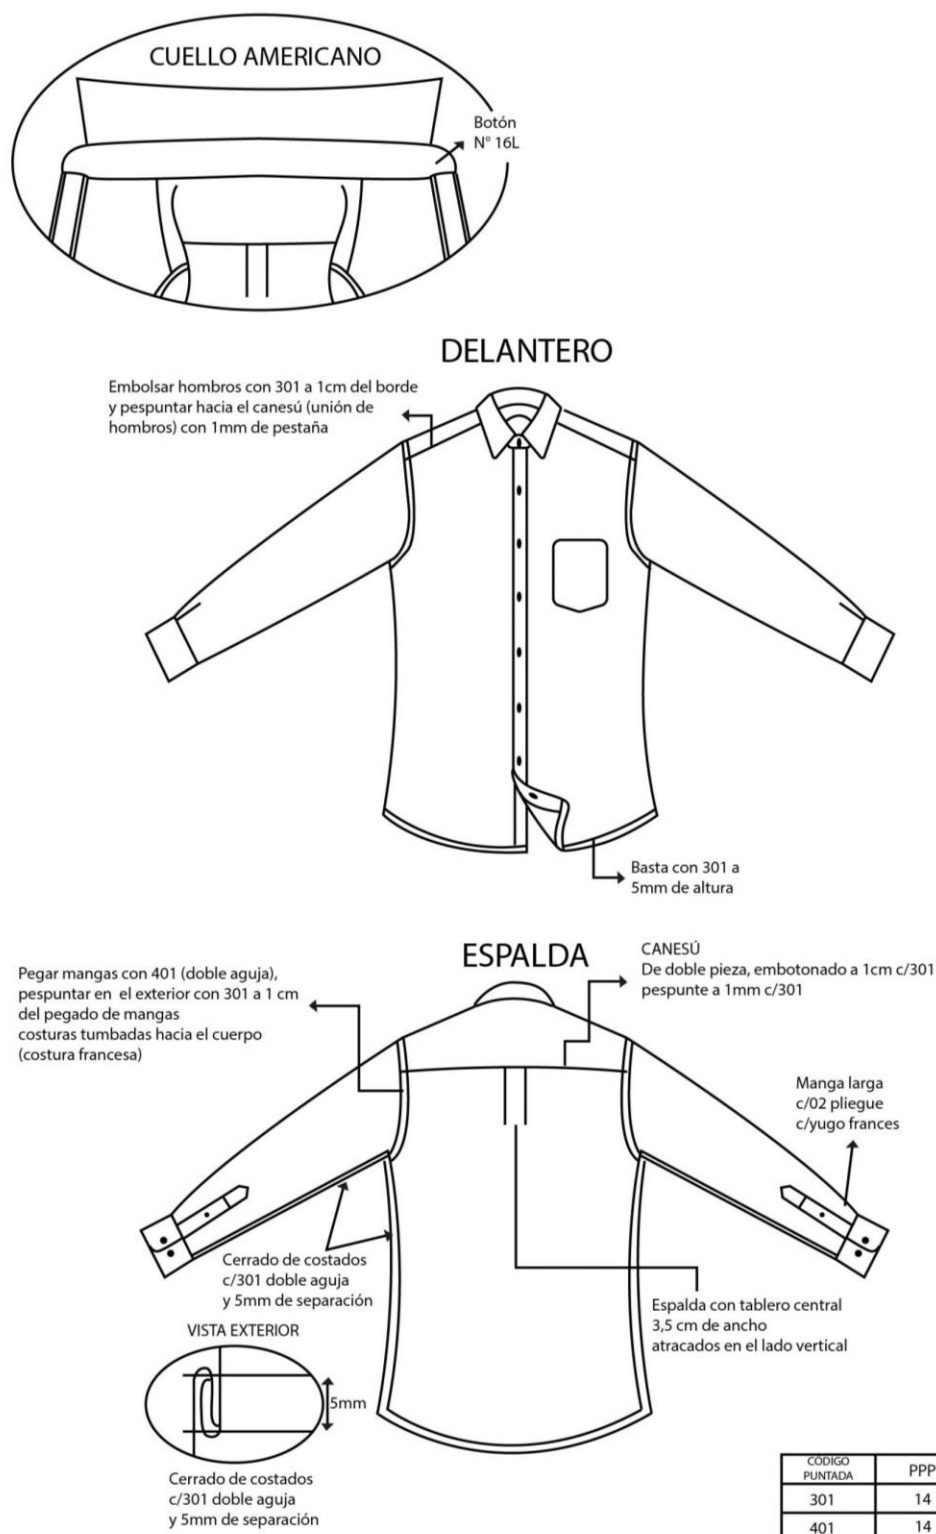 CUELLO AMERICANO
Botón
N° 16L
DELANTERO
Embolsar hombros con 301 a 1cm del borde
y pespuntar hacia el canesú (unión de
hombros) con 1mm de pestaña
Basta con 301 a
5mm de altura
ESPALDA
CANESÚ
De doble pieza, embotonado a 1cm c/301
pespunte a 1mm c/301
Pegar mangas con 401 (doble aguja),
pespuntar en el exterior con 301 a 1 cm
del pegado de mangas
costuras tumbadas hacia el cuerpo
(costura francesa)
Manga larga
c/02 pliegue
c/yugo frances
Cerrado de costados
c/301 doble aguja
y 5mm de separación
Espalda con tablero central
3,5 cm de ancho
atracados en el lado vertical
VISTA EXTERIOR
5mm
Cerrado de costados
c/301 doble aguja
y 5mm de separación
CÓDIGO PUNTADA PPP
301 14
401 14